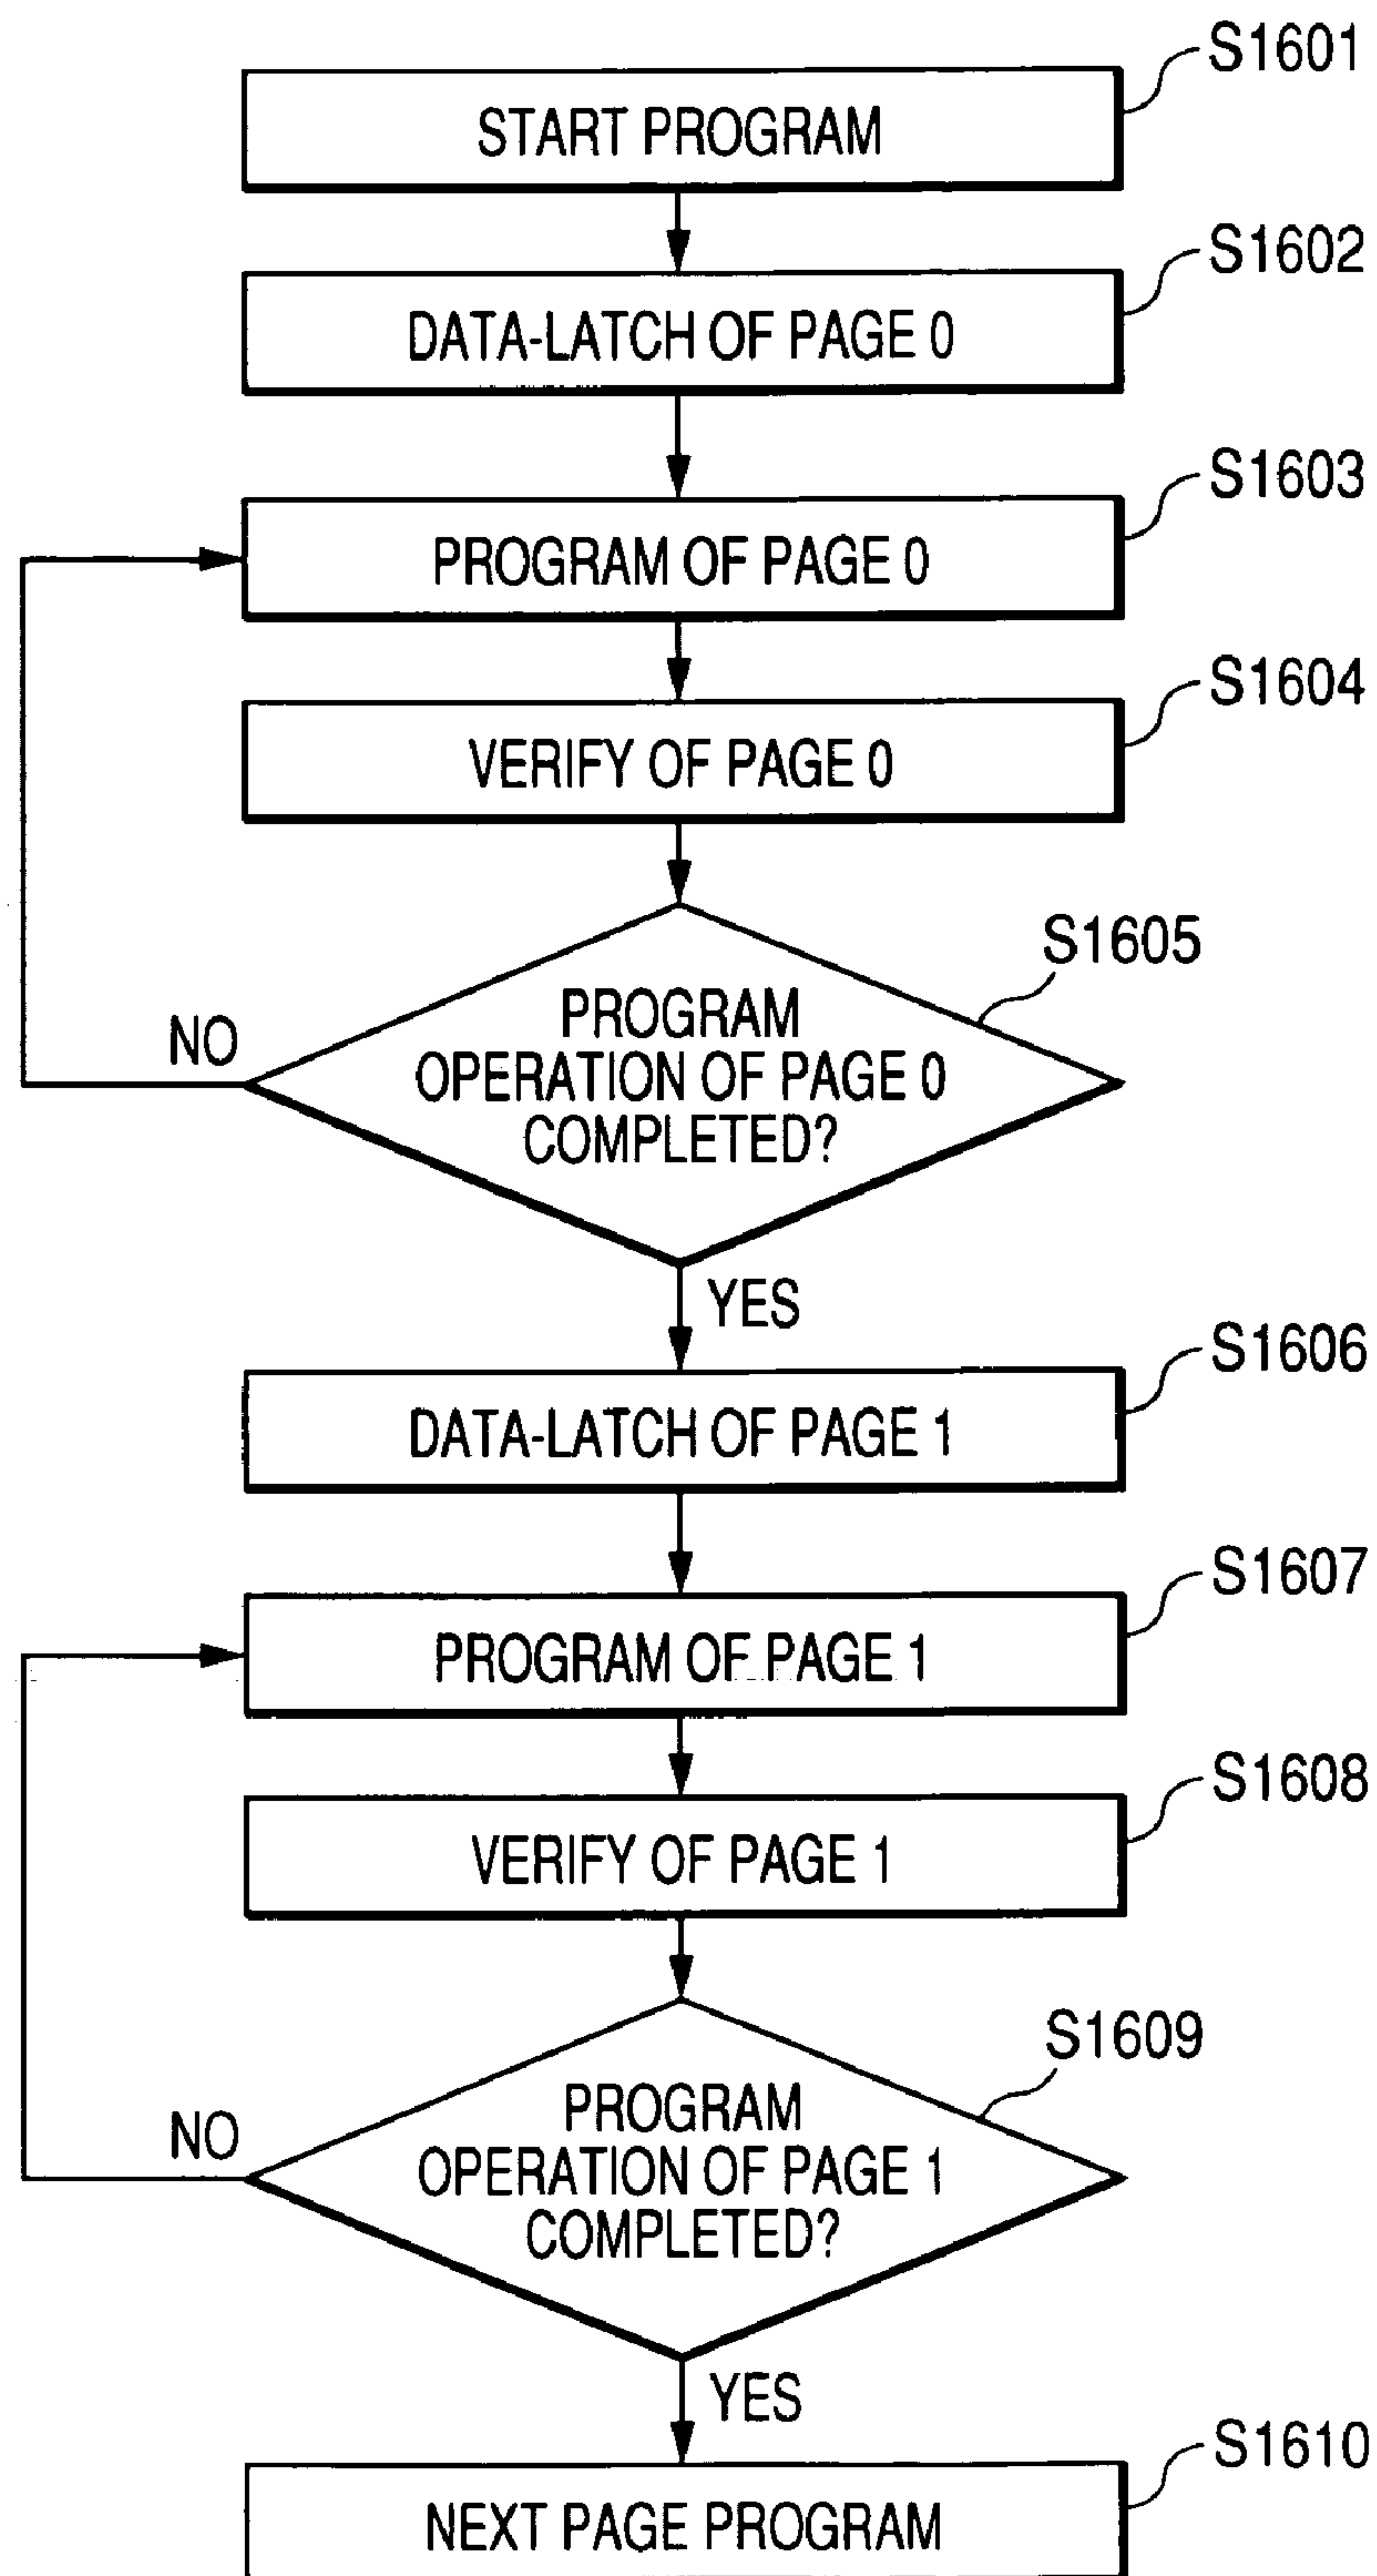 S1601
START PROGRAM
S1602
DATA-LATCH OF PAGE 0
S1603
PROGRAM OF PAGE 0
S1604
VERIFY OF PAGE 0
S1605
PROGRAM
OPERATION OF PAGE 0
COMPLETED?
NO
YES
S1606
DATA-LATCH OF PAGE 1
S1607
PROGRAM OF PAGE 1
S1608
VERIFY OF PAGE 1
S1609
PROGRAM
OPERATION OF PAGE 1
COMPLETED?
NO
YES
S1610
NEXT PAGE PROGRAM